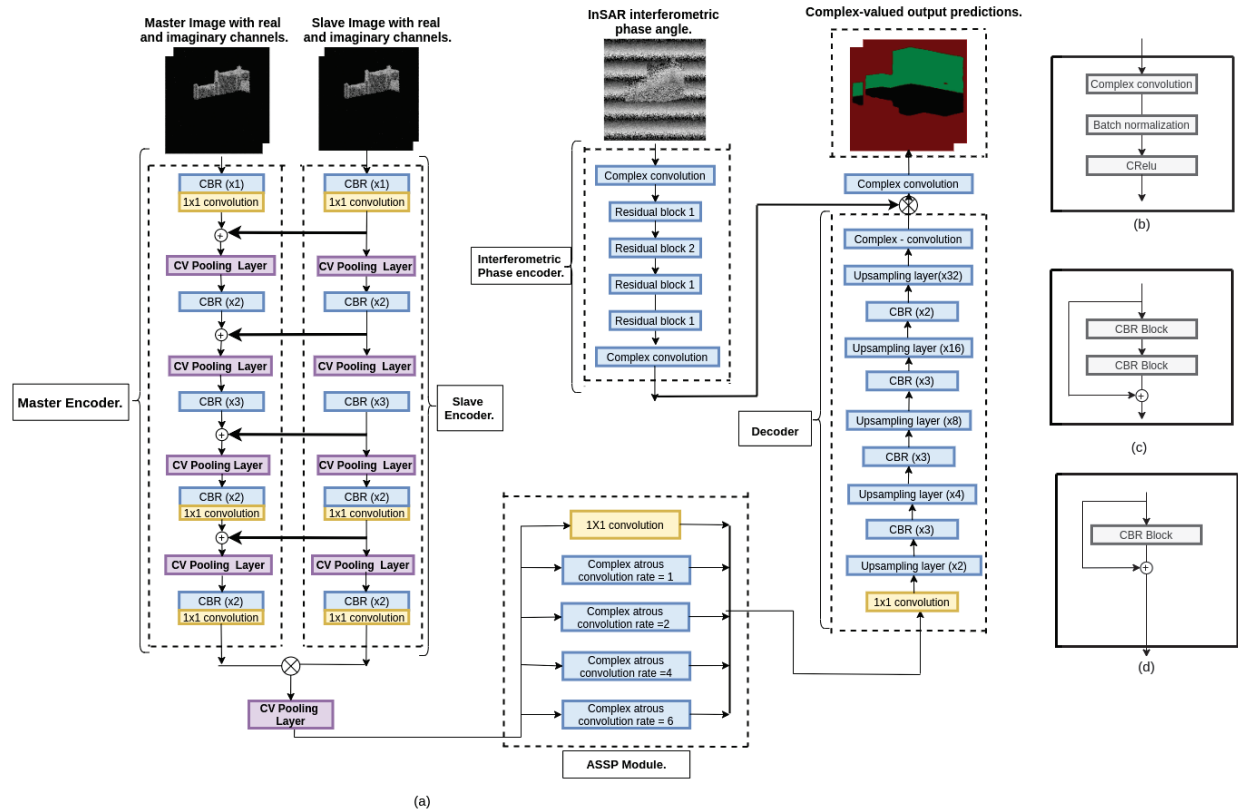 Master Image with real
and imaginary channels.
Slave Image with real
and imaginary channels.
InSAR interferometric
phase angle.
Complex-valued output predictions.
CBR (x1)
1x1 convolution
+
CV Pooling Layer
CBR (x2)
+
CV Pooling Layer
CBR (x3)
+
CV Pooling Layer
CBR (x2)
1x1 convolution
+
CV Pooling Layer
CBR (x2)
1x1 convolution
Master Encoder.
CBR (x1)
1x1 convolution
CV Pooling Layer
CBR (x2)
CV Pooling Layer
CBR (x3)
CV Pooling Layer
CBR (x2)
1x1 convolution
CV Pooling Layer
CBR (x2)
1x1 convolution
Slave
Encoder.
CV Pooling
Layer
Complex convolution
Residual block 1
Residual block 2
Residual block 1
Residual block 1
Complex convolution
Interferometric
Phase encoder.
1X1 convolution
Complex atrous
convolution rate = 1
Complex atrous
convolution rate =2
Complex atrous
convolution rate =4
Complex atrous
convolution rate = 6
ASSP Module.
Complex convolution
Complex - convolution
Upsampling layer(x32)
CBR (x2)
Upsampling layer (x16)
CBR (x3)
Upsampling layer (x8)
CBR (x3)
Upsampling layer (x4)
CBR (x3)
Upsampling layer (x2)
1x1 convolution
Decoder
(a)
Complex convolution
Batch normalization
CRelu
(b)
CBR Block
CBR Block
+
(c)
CBR Block
+
(d)